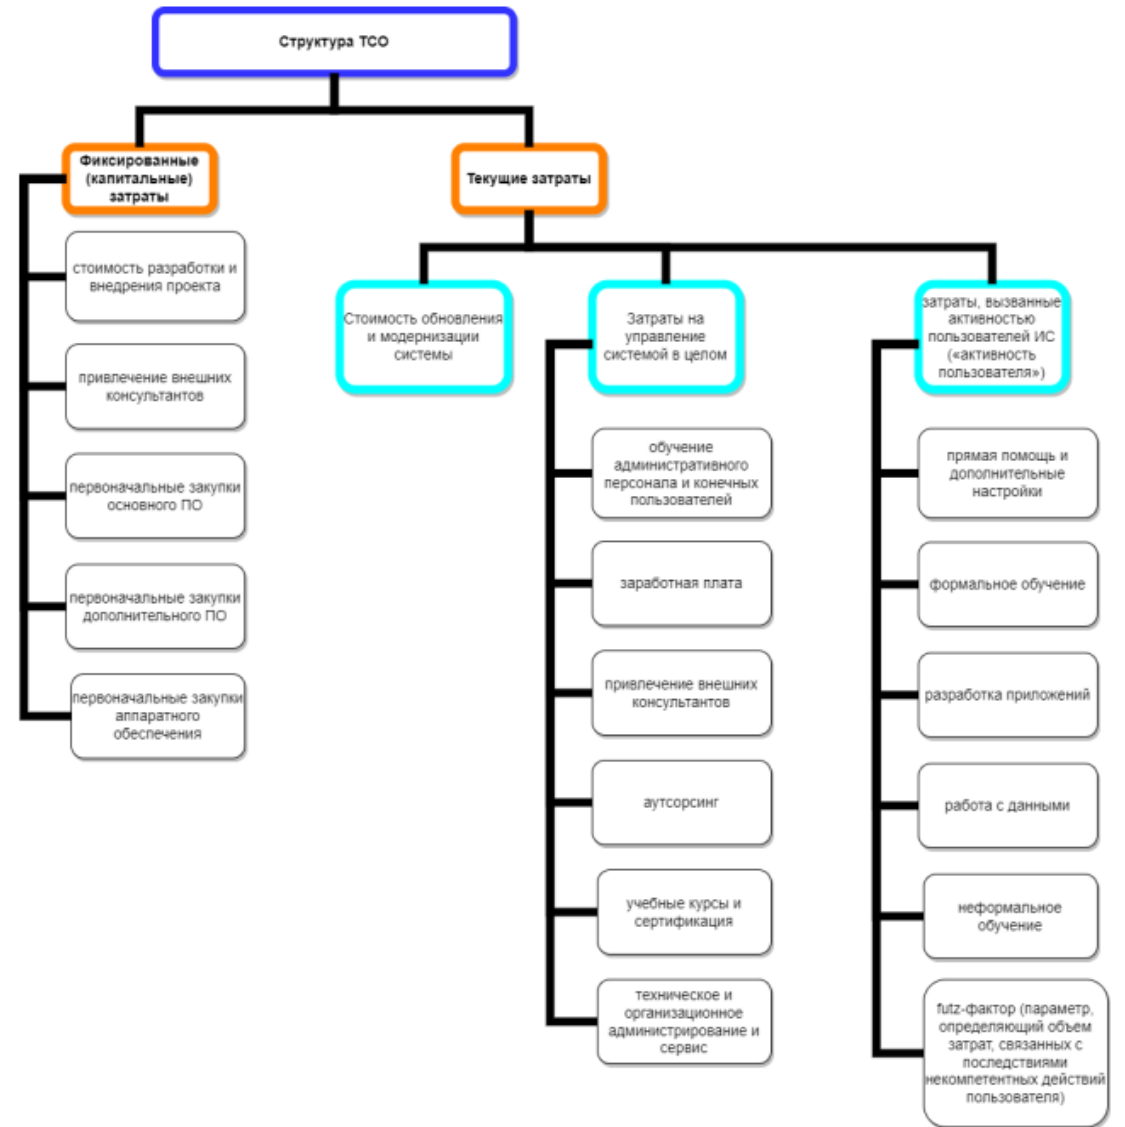 Структура ТСО
Фиксированные
(капитальные)
затраты
Текущие затраты
стоимость разработки и
внедрения проекта
привлечение внешних
консультантов
первоначальные закупки
основного ПО
первоначальные закупки
дополнительного ПО
первоначальные закупки
аппаратного
обеспечения
Стоимость обновления
и модернизации
системы
Затраты на
управление
системой в целом
обучение
административного
персонала и конечных
пользователей
заработная плата
привлечение внешних
консультантов
аутсорсинг
учебные курсы и
сертификация
техническое и
организационное
администрирование и
сервис
затраты, вызванные
активностью
пользователей ИС
(«активность
пользователя»)
прямая помощь и
дополнительные
настройки
формальное обучение
разработка приложений
работа с данными
неформальное
обучение
futz-фактор (параметр,
определяющий объем
затрат, связанных с
последствиями
некомпетентных действий
пользователя)